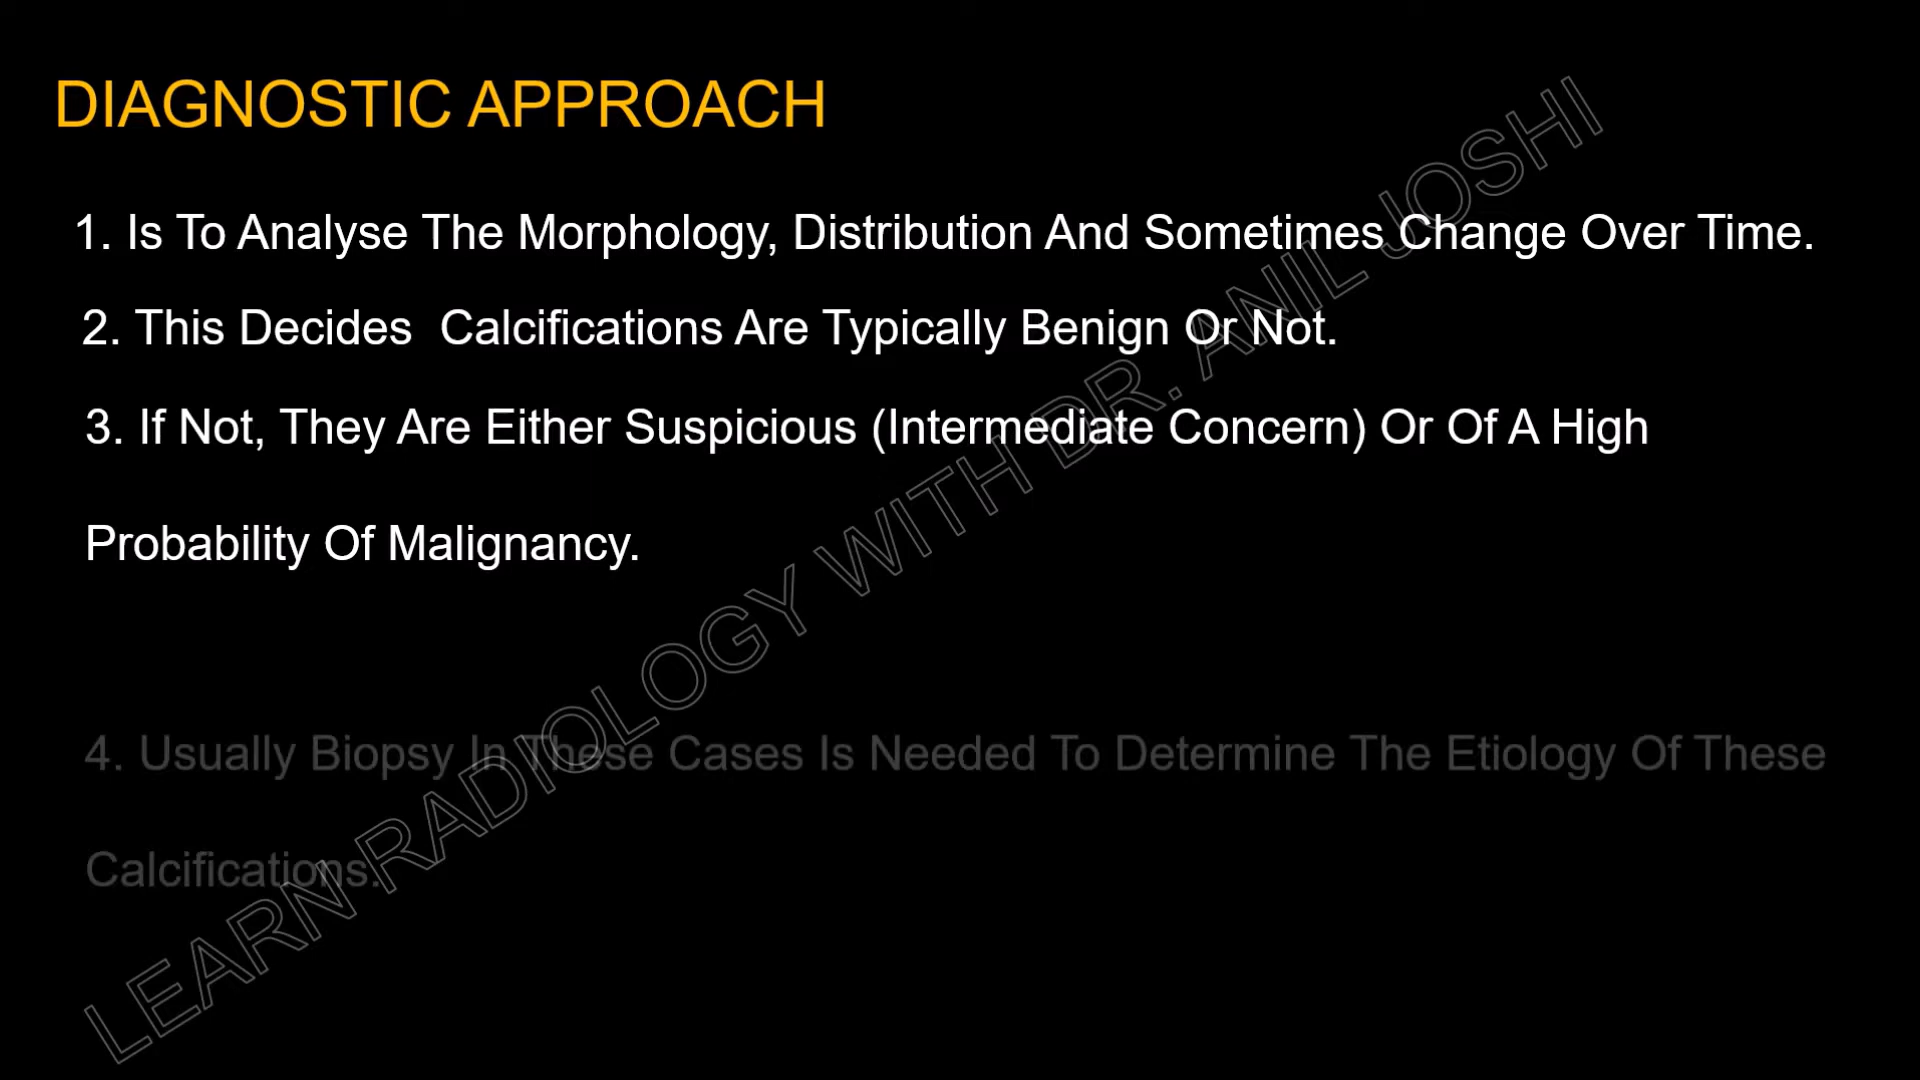 DIAGNOSTIC APPROACH
1. Is To Analyse The Morphology, Distribution And Sometimes Change Over Time.
2. This Decides  Calcifications Are Typically Benign Or Not.
3. If Not, They Are Either Suspicious (Intermediate Concern) Or Of A High
Probability Of Malignancy.
4. Usually Biopsy In These Cases Is Needed To Determine The Etiology Of These
Calcifications.
LEARN RADIOLOGY WITH DR. ANIL JOSHI